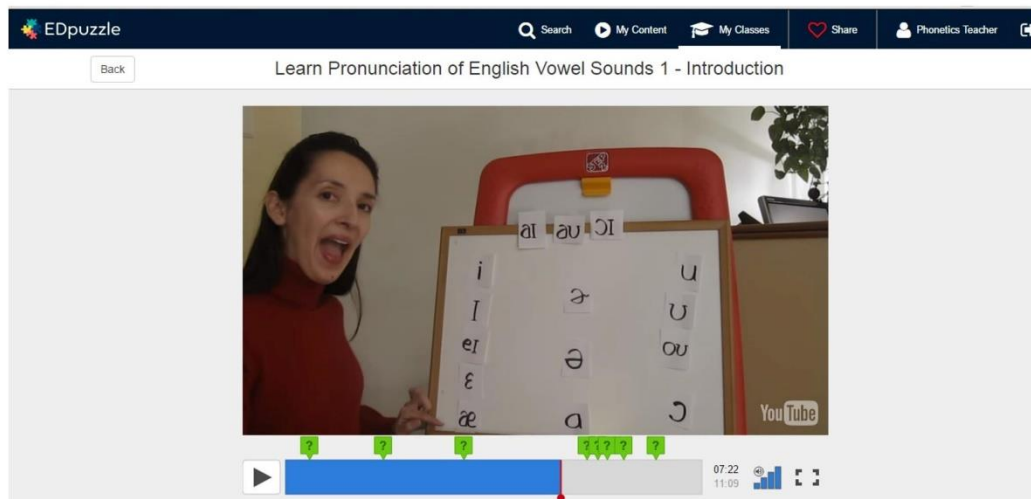 EDpuzzle Search My Content My Classes Share Phonetics Teacher
Back Learn Pronunciation of English Vowel Sounds 1 - Introduction
aɪ aʊ ɔɪ
i u
ɪ ɚ ʊ
eɪ oʊ
ɛ ə
æ ɑ ɔ
YouTube
? ? ? ? ? ? ? ?
07:22
11:09